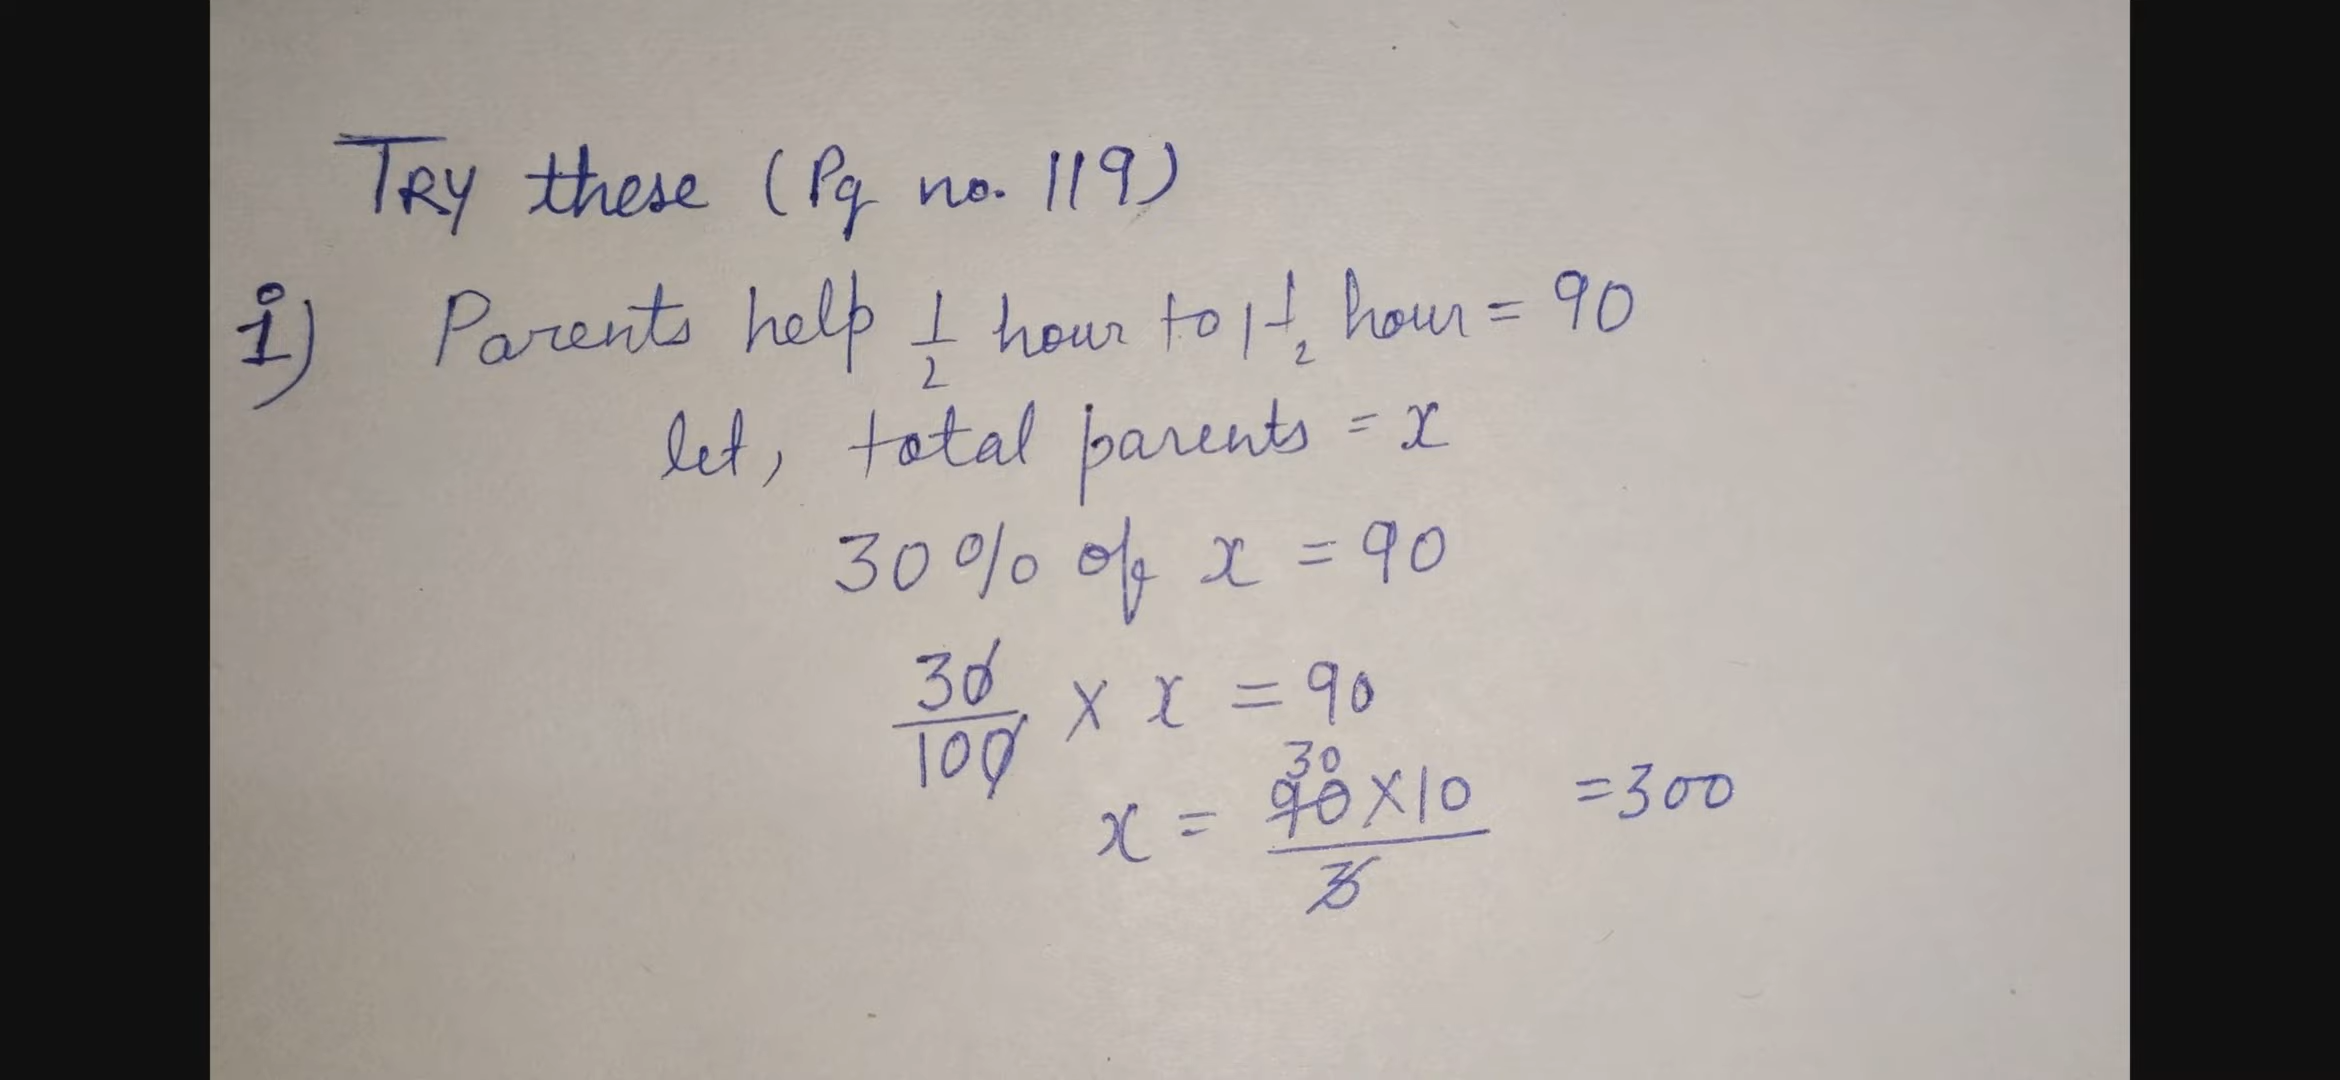 TRY these (Pg no. 119)
i) Parents help 1/2 hour to 1 1/2 hour = 90
let, total parents = x
30% of x = 90
30/100 × x = 90
x = 90 × 10 / 3 = 300
30